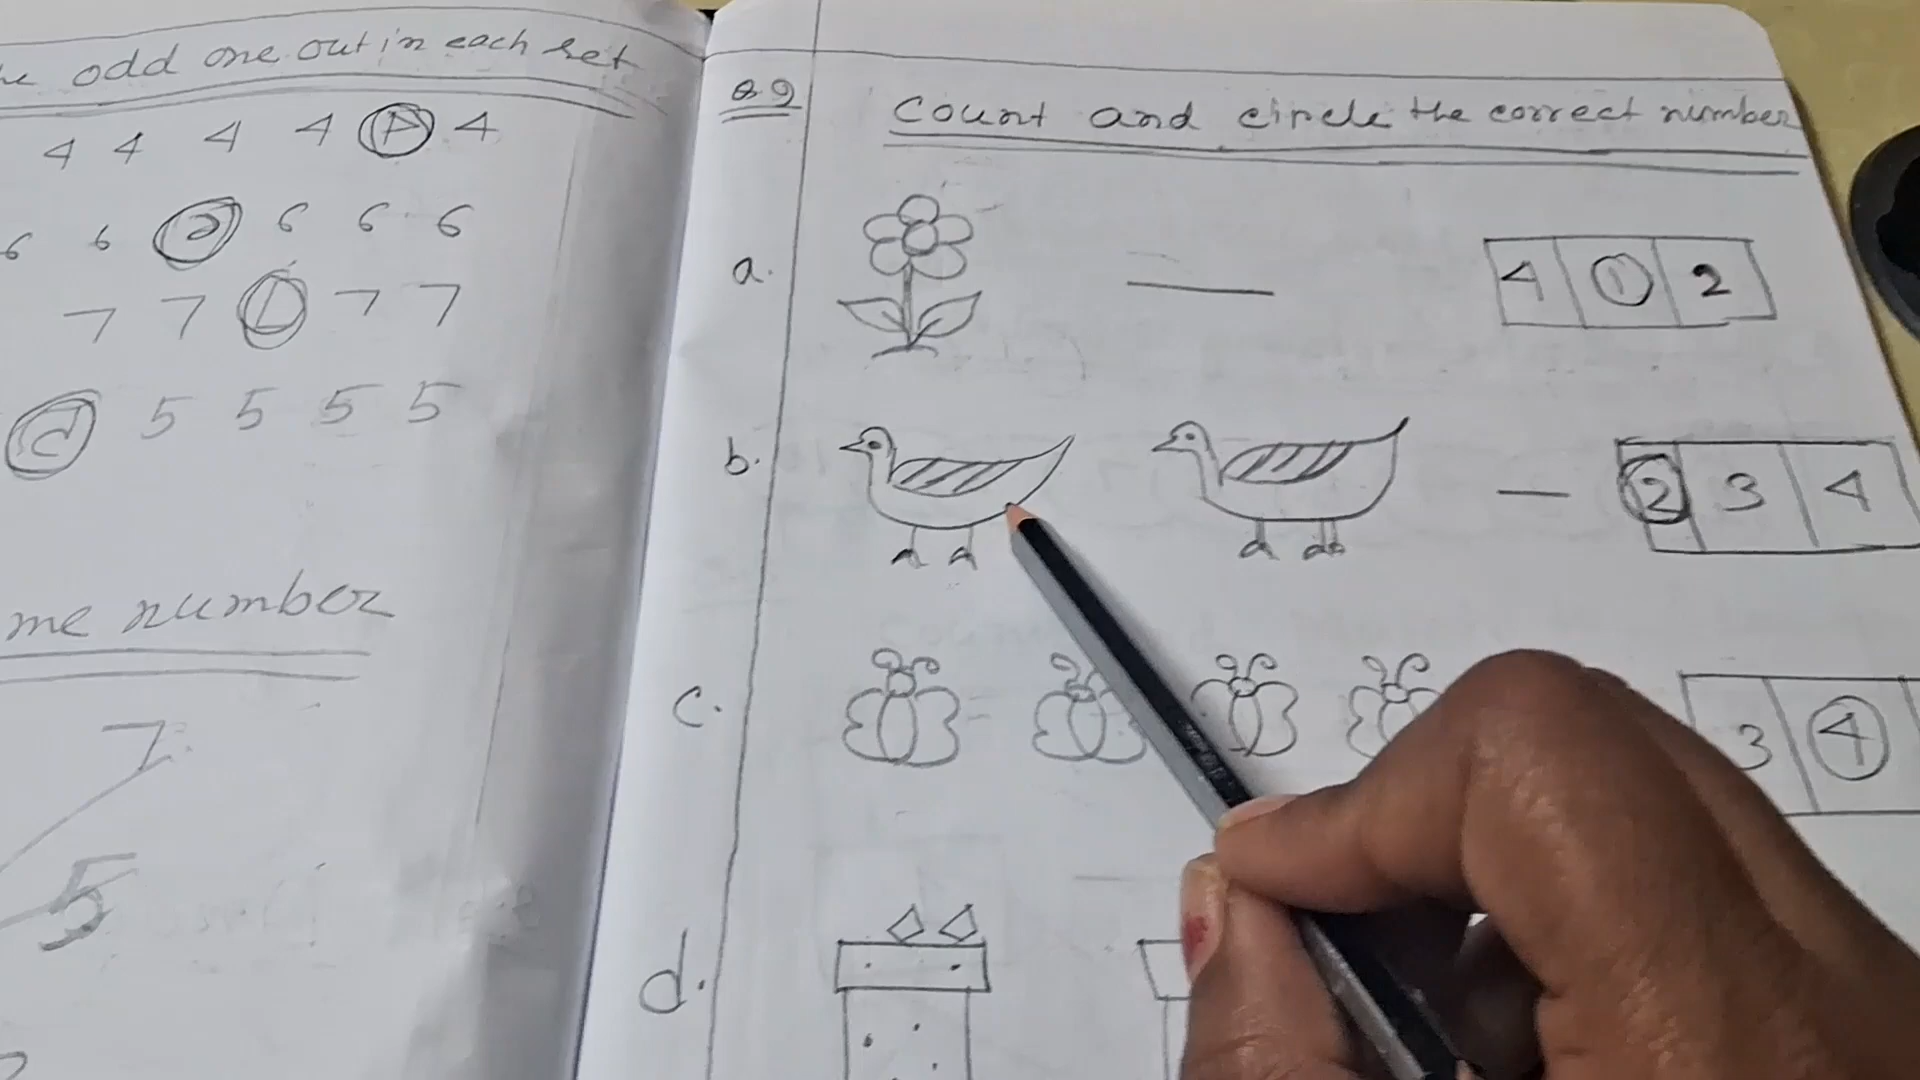 odd one out in each set
4 4 4 4 A 4
6 6 a 6 6 6
7 7 L 7 7
d 5 5 5 5
me number
7
5
Q.9
Count and circle the correct number
a. 4 1 2
b. 2 3 4
c. 3 4
d.